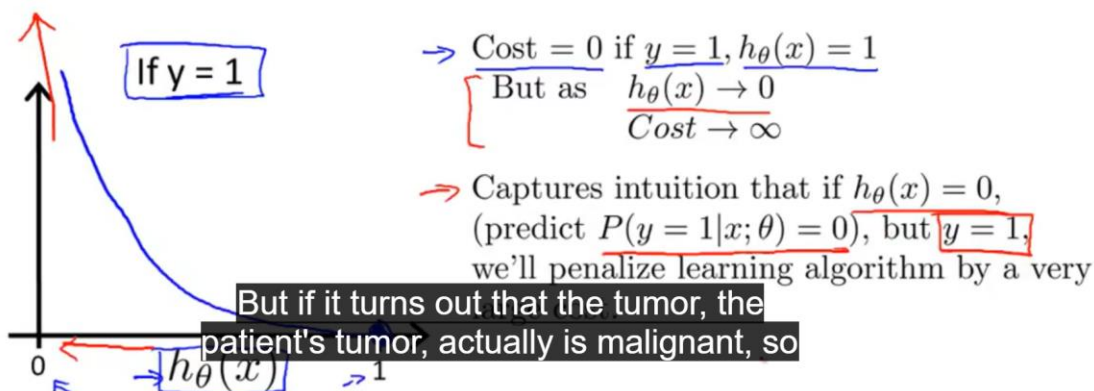 If y = 1
→ Cost = 0 if y = 1, hθ(x) = 1
But as hθ(x) → 0
Cost → ∞
→ Captures intuition that if hθ(x) = 0,
(predict P(y = 1|x; θ) = 0), but y = 1,
we'll penalize learning algorithm by a very
large cost.
But if it turns out that the tumor, the
patient's tumor, actually is malignant, so
0 → hθ(x) → 1